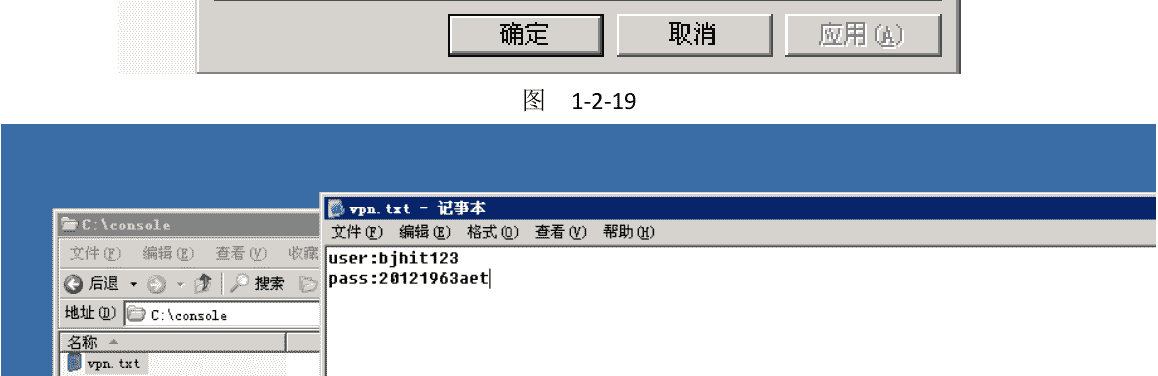 确定 取消 应用(A)
图 1-2-19
vpn.txt - 记事本
C:\console
文件(F) 编辑(E) 格式(O) 查看(V) 帮助(H)
文件(F) 编辑(E) 查看(V) 收藏
user:bjhit123
pass:20121963aet
后退 搜索
地址(D) C:\console
名称
vpn.txt